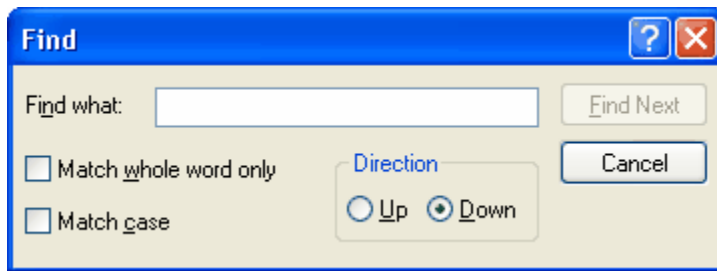 Find
Find what:
Find Next
Match whole word only
Direction
Cancel
Match case
Up
Down